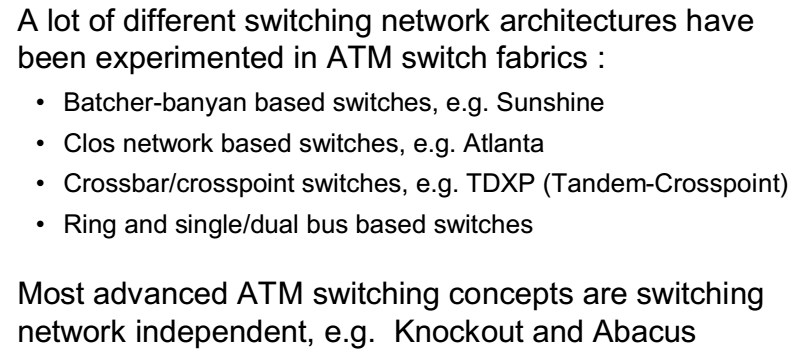 A lot of different switching network architectures have
been experimented in ATM switch fabrics :
• Batcher-banyan based switches, e.g. Sunshine
• Clos network based switches, e.g. Atlanta
• Crossbar/crosspoint switches, e.g. TDXP (Tandem-Crosspoint)
• Ring and single/dual bus based switches
Most advanced ATM switching concepts are switching
network independent, e.g. Knockout and Abacus